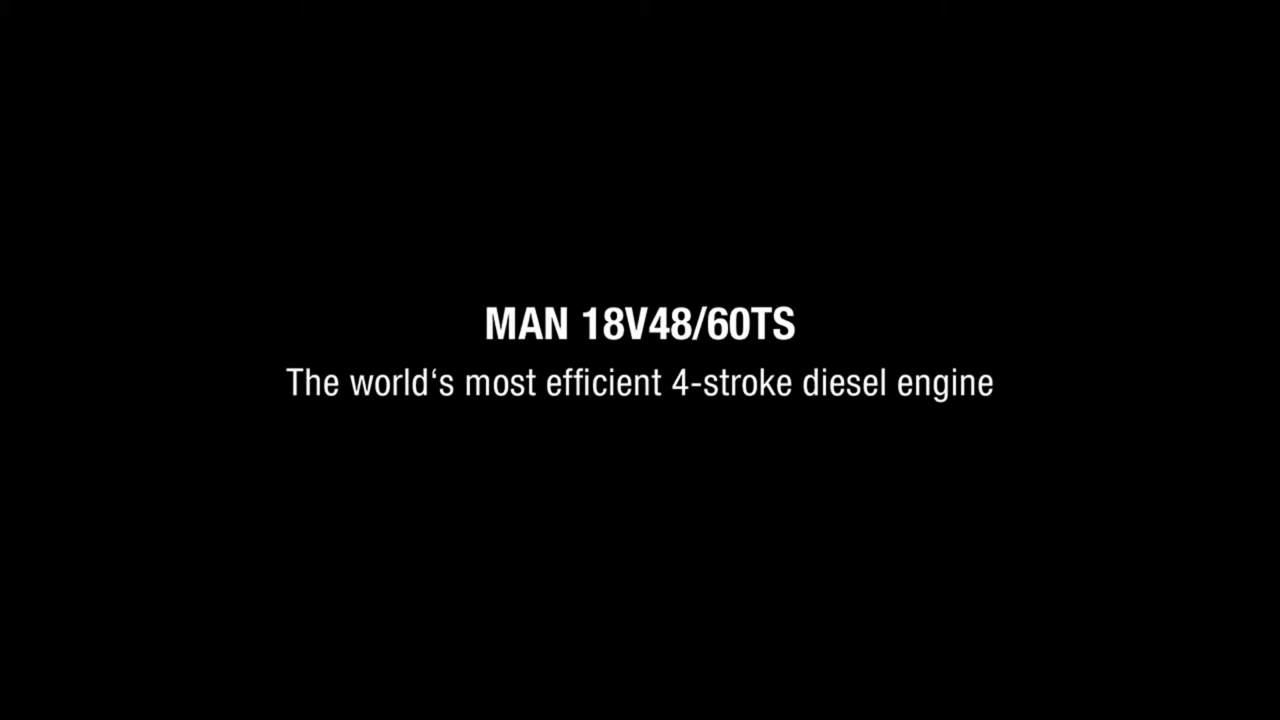 MAN 18V48/60TS
The world‘s most efficient 4-stroke diesel engine